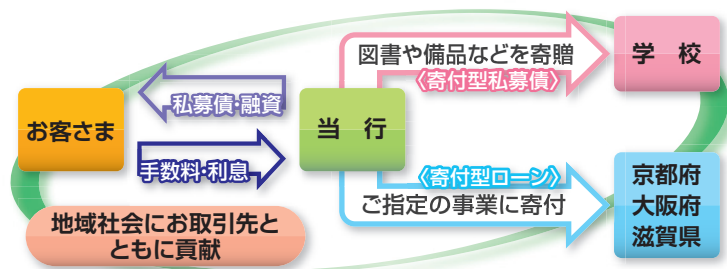 図書や備品などを寄贈
〈寄付型私募債〉
学 校
私募債・融資
お客さま
当 行
手数料・利息
〈寄付型ローン〉
ご指定の事業に寄付
京都府
大阪府
滋賀県
地域社会にお取引先と
ともに貢献